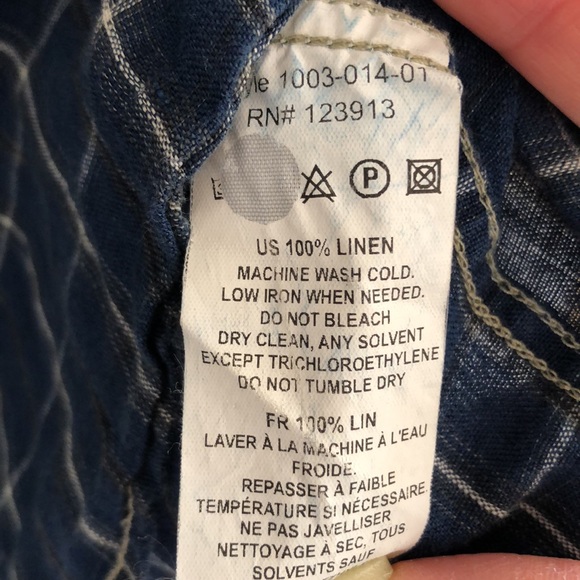 1003-014-01
RN# 123913
P
US 100% LINEN
MACHINE WASH COLD.
LOW IRON WHEN NEEDED.
DO NOT BLEACH
DRY CLEAN, ANY SOLVENT
EXCEPT TRICHLOROETHYLENE
DO NOT TUMBLE DRY
FR 100% LIN
LAVER À LA MACHINE À L'EAU
FROIDE.
REPASSER À FAIBLE
TEMPÉRATURE SI NÉCESSAIRE.
NE PAS JAVELLISER
NETTOYAGE À SEC, TOUS
SOLVENTS SAUF